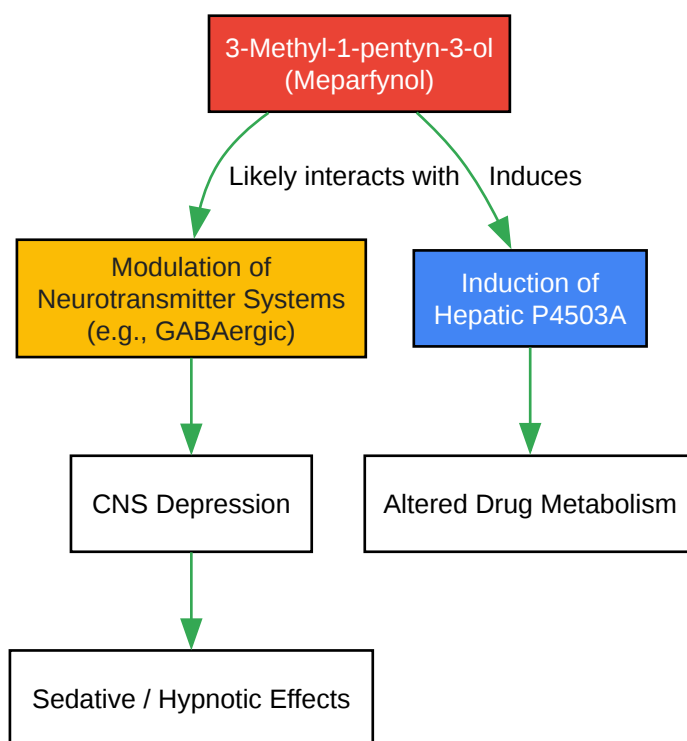 3-Methyl-1-pentyn-3-ol
(Meparfynol)
Likely interacts with
Induces
Modulation of
Neurotransmitter Systems
(e.g., GABAergic)
Induction of
Hepatic P4503A
CNS Depression
Altered Drug Metabolism
Sedative / Hypnotic Effects